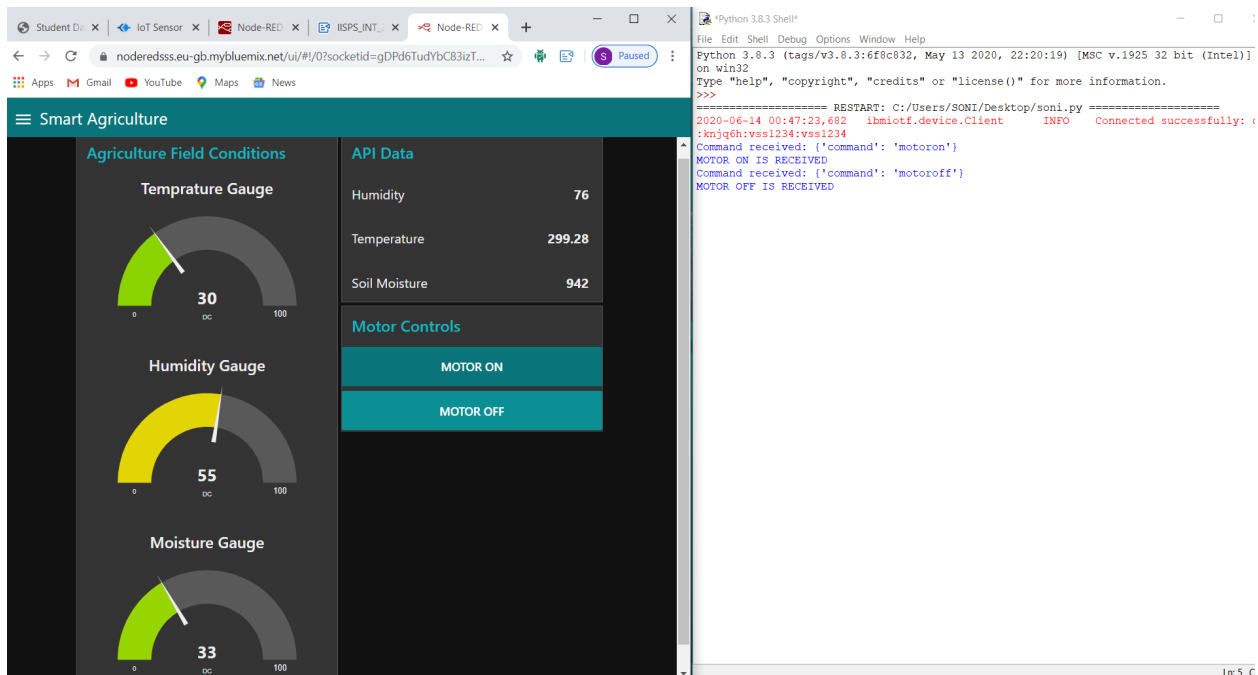 Student Da
IoT Sensor
Node-RED
IISPS_INT_
Node-RED
noderedsss.eu-gb.mybluemix.net/ui/#!/0?socketid=gDPd6TudYbC83izT...
S Paused
Apps Gmail YouTube Maps News
Smart Agriculture
Agriculture Field Conditions
Temprature Gauge
30
0 DC 100
Humidity Gauge
55
0 DC 100
Moisture Gauge
33
0 DC 100
API Data
Humidity 76
Temperature 299.28
Soil Moisture 942
Motor Controls
MOTOR ON
MOTOR OFF
*Python 3.8.3 Shell*
File Edit Shell Debug Options Window Help
Python 3.8.3 (tags/v3.8.3:6f8c832, May 13 2020, 22:20:19) [MSC v.1925 32 bit (Intel)]
on win32
Type "help", "copyright", "credits" or "license()" for more information.
>>>
==================== RESTART: C:/Users/SONI/Desktop/soni.py ====================
2020-06-14 00:47:23,682 ibmiotf.device.Client INFO Connected successfully:
:knjq6h:vss1234:vss1234
Command received: {'command': 'motoron'}
MOTOR ON IS RECEIVED
Command received: {'command': 'motoroff'}
MOTOR OFF IS RECEIVED
Ln: 5